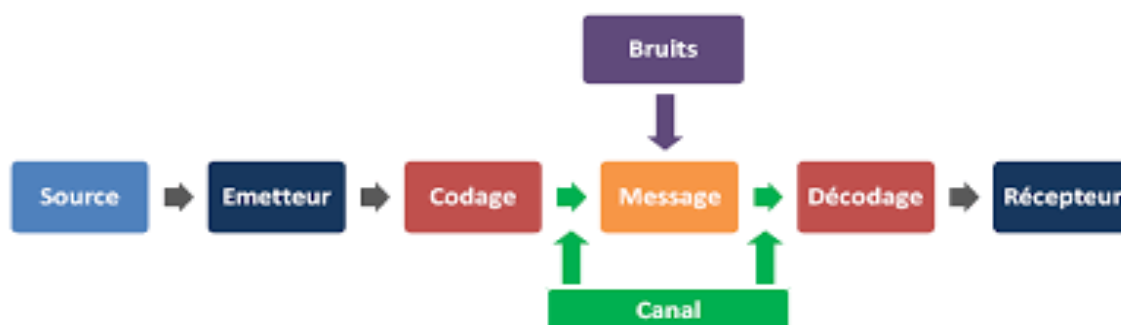 Bruits
Source
Emetteur
Codage
Message
Décodage
Récepteur
Canal